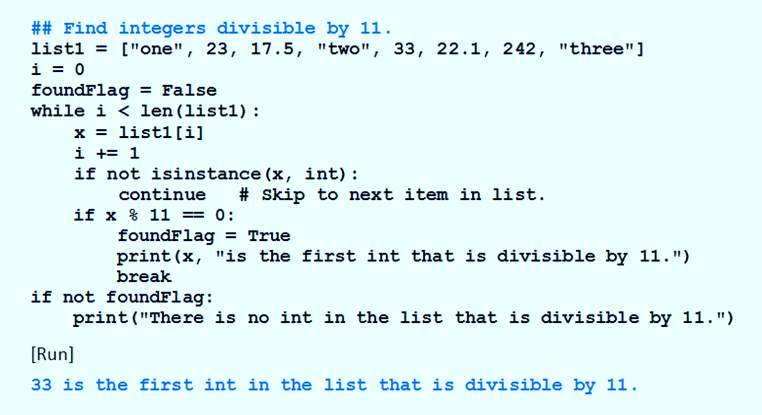 ## Find integers divisible by 11.
list1 = ["one", 23, 17.5, "two", 33, 22.1, 242, "three"]
i = 0
foundFlag = False
while i < len(list1):
    x = list1[i]
    i += 1
    if not isinstance(x, int):
        continue   # Skip to next item in list.
    if x % 11 == 0:
        foundFlag = True
        print(x, "is the first int that is divisible by 11.")
        break
if not foundFlag:
    print("There is no int in the list that is divisible by 11.")
[Run]
33 is the first int in the list that is divisible by 11.